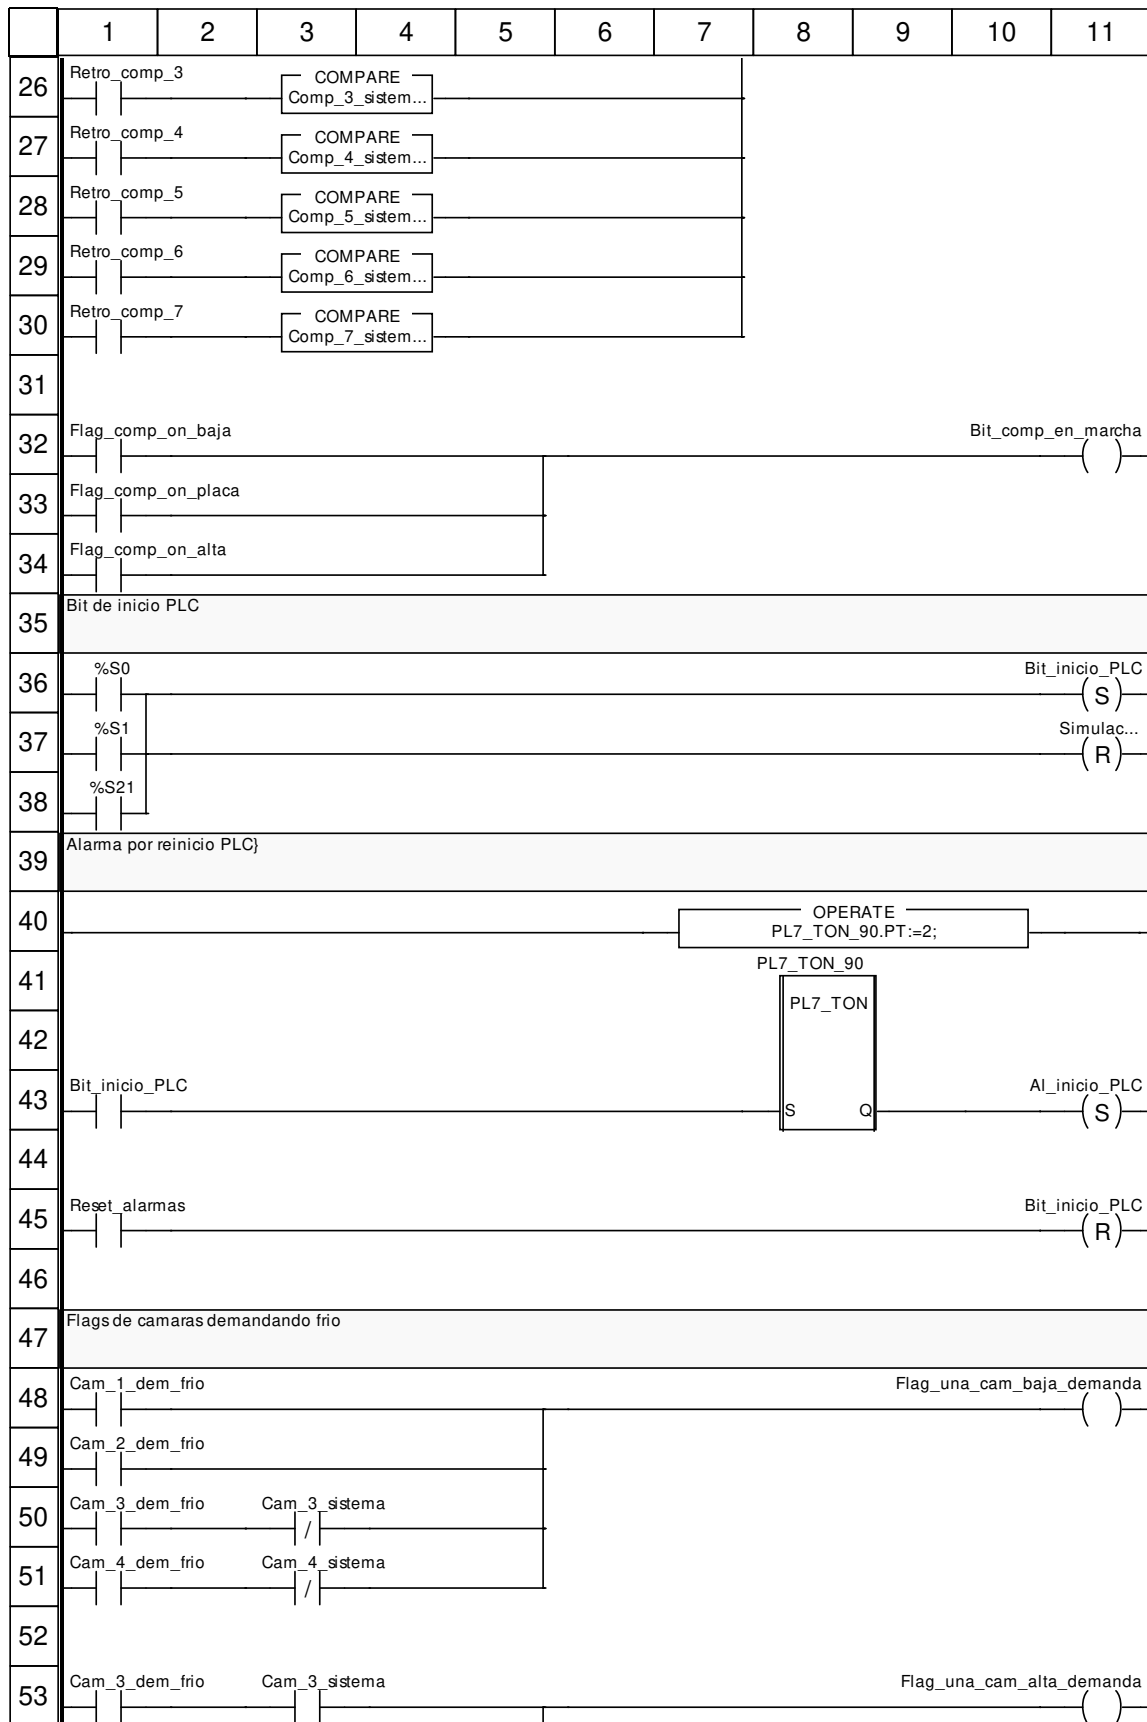 1 2 3 4 5 6 7 8 9 10 11
26 Retro_comp_3 COMPARE
Comp_3_sistem...
27 Retro_comp_4 COMPARE
Comp_4_sistem...
28 Retro_comp_5 COMPARE
Comp_5_sistem...
29 Retro_comp_6 COMPARE
Comp_6_sistem...
30 Retro_comp_7 COMPARE
Comp_7_sistem...
31
32 Flag_comp_on_baja Bit_comp_en_marcha
33 Flag_comp_on_placa
34 Flag_comp_on_alta
35 Bit de inicio PLC
36 %S0 Bit_inicio_PLC
S
37 %S1 Simulac...
R
38 %S21
39 Alarma por reinicio PLC}
40 OPERATE
PL7_TON_90.PT:=2;
41 PL7_TON_90
PL7_TON
42
43 Bit_inicio_PLC Al_inicio_PLC
S Q S
44
45 Reset_alarmas Bit_inicio_PLC
R
46
47 Flags de camaras demandando frio
48 Cam_1_dem_frio Flag_una_cam_baja_demanda
49 Cam_2_dem_frio
50 Cam_3_dem_frio Cam_3_sistema
/
51 Cam_4_dem_frio Cam_4_sistema
/
52
53 Cam_3_dem_frio Cam_3_sistema Flag_una_cam_alta_demanda